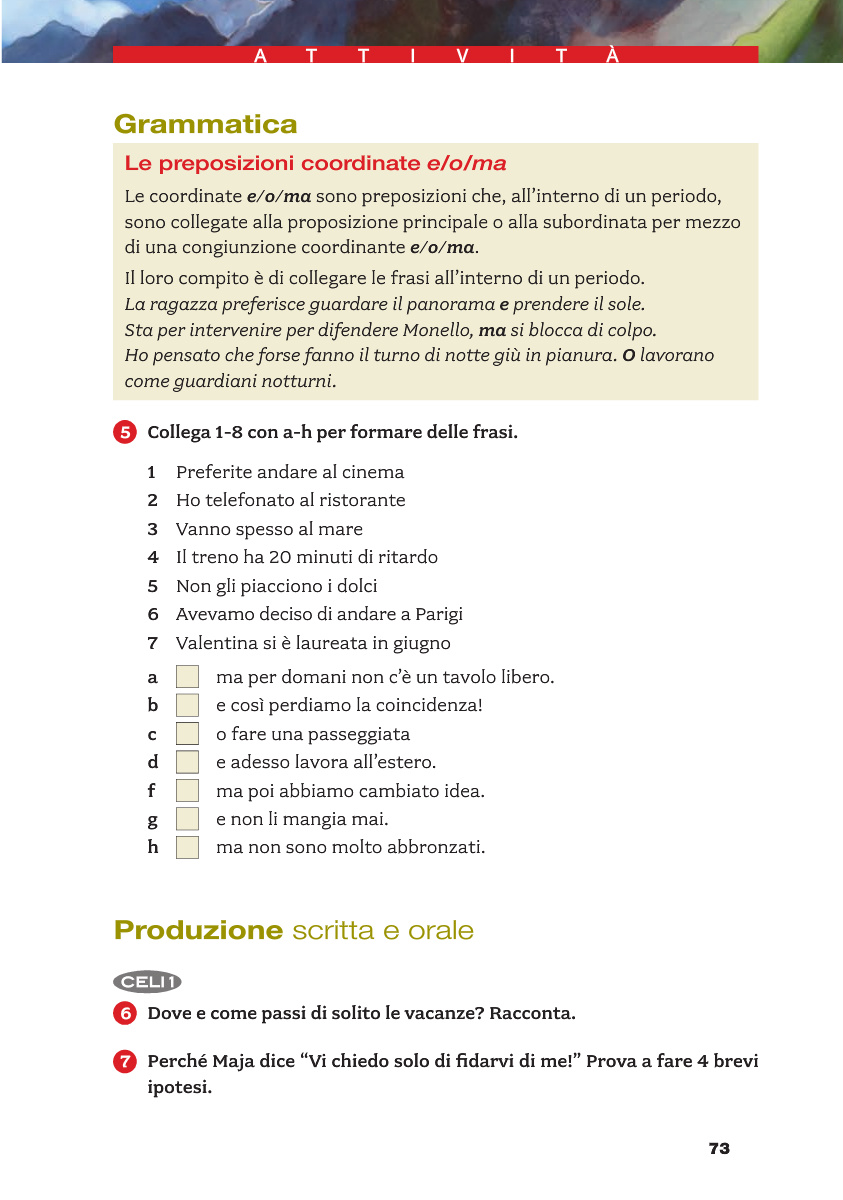 ATTIVITÀ
Grammatica
Le preposizioni coordinate e/o/ma
Le coordinate e/o/ma sono preposizioni che, all’interno di un periodo,
sono collegate alla proposizione principale o alla subordinata per mezzo
di una congiunzione coordinante e/o/ma.
Il loro compito è di collegare le frasi all’interno di un periodo.
La ragazza preferisce guardare il panorama e prendere il sole.
Sta per intervenire per difendere Monello, ma si blocca di colpo.
Ho pensato che forse fanno il turno di notte giù in pianura. O lavorano
come guardiani notturni.
5 Collega 1-8 con a-h per formare delle frasi.
1 Preferite andare al cinema
2 Ho telefonato al ristorante
3 Vanno spesso al mare
4 Il treno ha 20 minuti di ritardo
5 Non gli piacciono i dolci
6 Avevamo deciso di andare a Parigi
7 Valentina si è laureata in giugno
a ma per domani non c’è un tavolo libero.
b e così perdiamo la coincidenza!
c o fare una passeggiata
d e adesso lavora all’estero.
f ma poi abbiamo cambiato idea.
g e non li mangia mai.
h ma non sono molto abbronzati.
Produzione scritta e orale
CELI 1
6 Dove e come passi di solito le vacanze? Racconta.
7 Perché Maja dice “Vi chiedo solo di fidarvi di me!” Prova a fare 4 brevi
ipotesi.
73